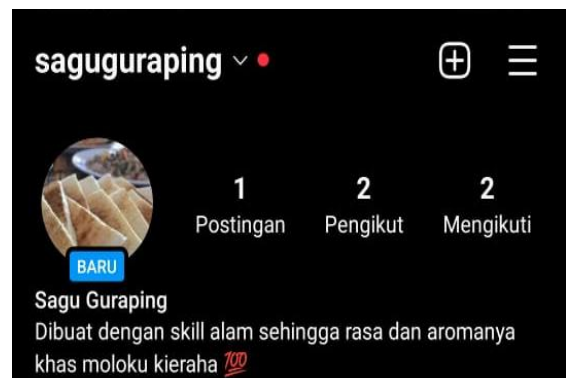 saguguraping
1 2 2
Postingan Pengikut Mengikuti
BARU
Sagu Guraping
Dibuat dengan skill alam sehingga rasa dan aromanya
khas moloku kieraha 💯